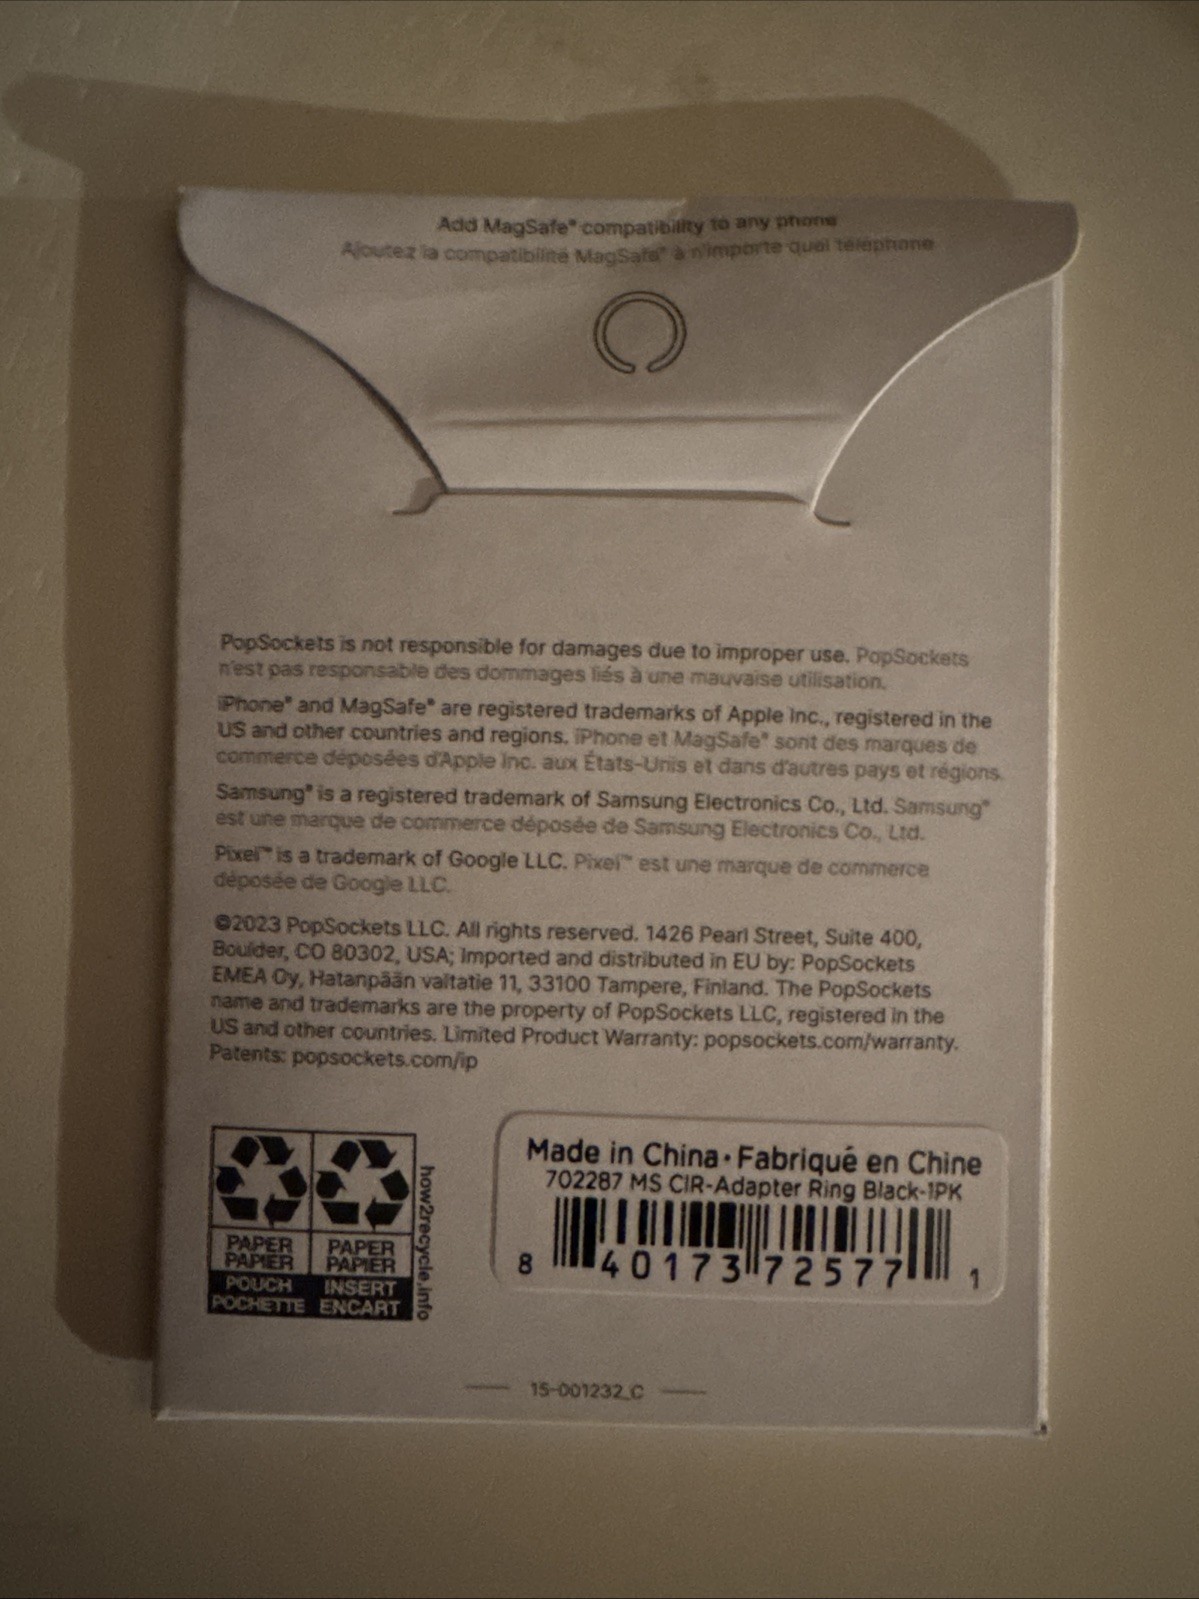 Add MagSafe® compatibility to any phone
Ajoutez la compatibilité MagSafe® à n'importe quel téléphone
PopSockets is not responsible for damages due to improper use. PopSockets
n'est pas responsable des dommages liés à une mauvaise utilisation.
iPhone® and MagSafe® are registered trademarks of Apple Inc., registered in the
US and other countries and regions. iPhone et MagSafe® sont des marques de
commerce déposées d'Apple Inc. aux États-Unis et dans d'autres pays et régions.
Samsung® is a registered trademark of Samsung Electronics Co., Ltd. Samsung®
est une marque de commerce déposée de Samsung Electronics Co., Ltd.
Pixel™ is a trademark of Google LLC. Pixel™ est une marque de commerce
déposée de Google LLC.
©2023 PopSockets LLC. All rights reserved. 1426 Pearl Street, Suite 400,
Boulder, CO 80302, USA; Imported and distributed in EU by: PopSockets
EMEA Oy, Hatanpään valtatie 11, 33100 Tampere, Finland. The PopSockets
name and trademarks are the property of PopSockets LLC, registered in the
US and other countries. Limited Product Warranty: popsockets.com/warranty.
Patents: popsockets.com/ip
PAPER PAPER
PAPIER PAPIER
POUCH INSERT
POCHETTE ENCART
how2recycle.info
Made in China • Fabriqué en Chine
702287 MS CIR-Adapter Ring Black-1PK
8 40173 72577 1
15-001232_C